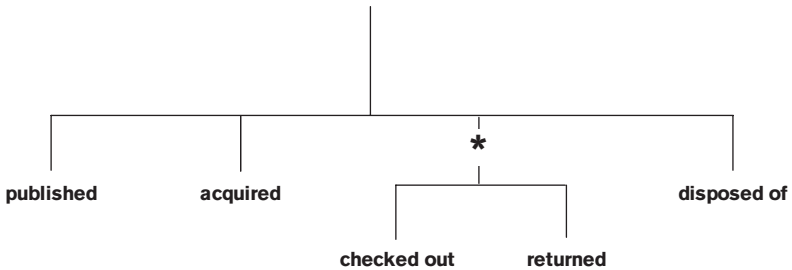 *
published acquired disposed of
checked out returned